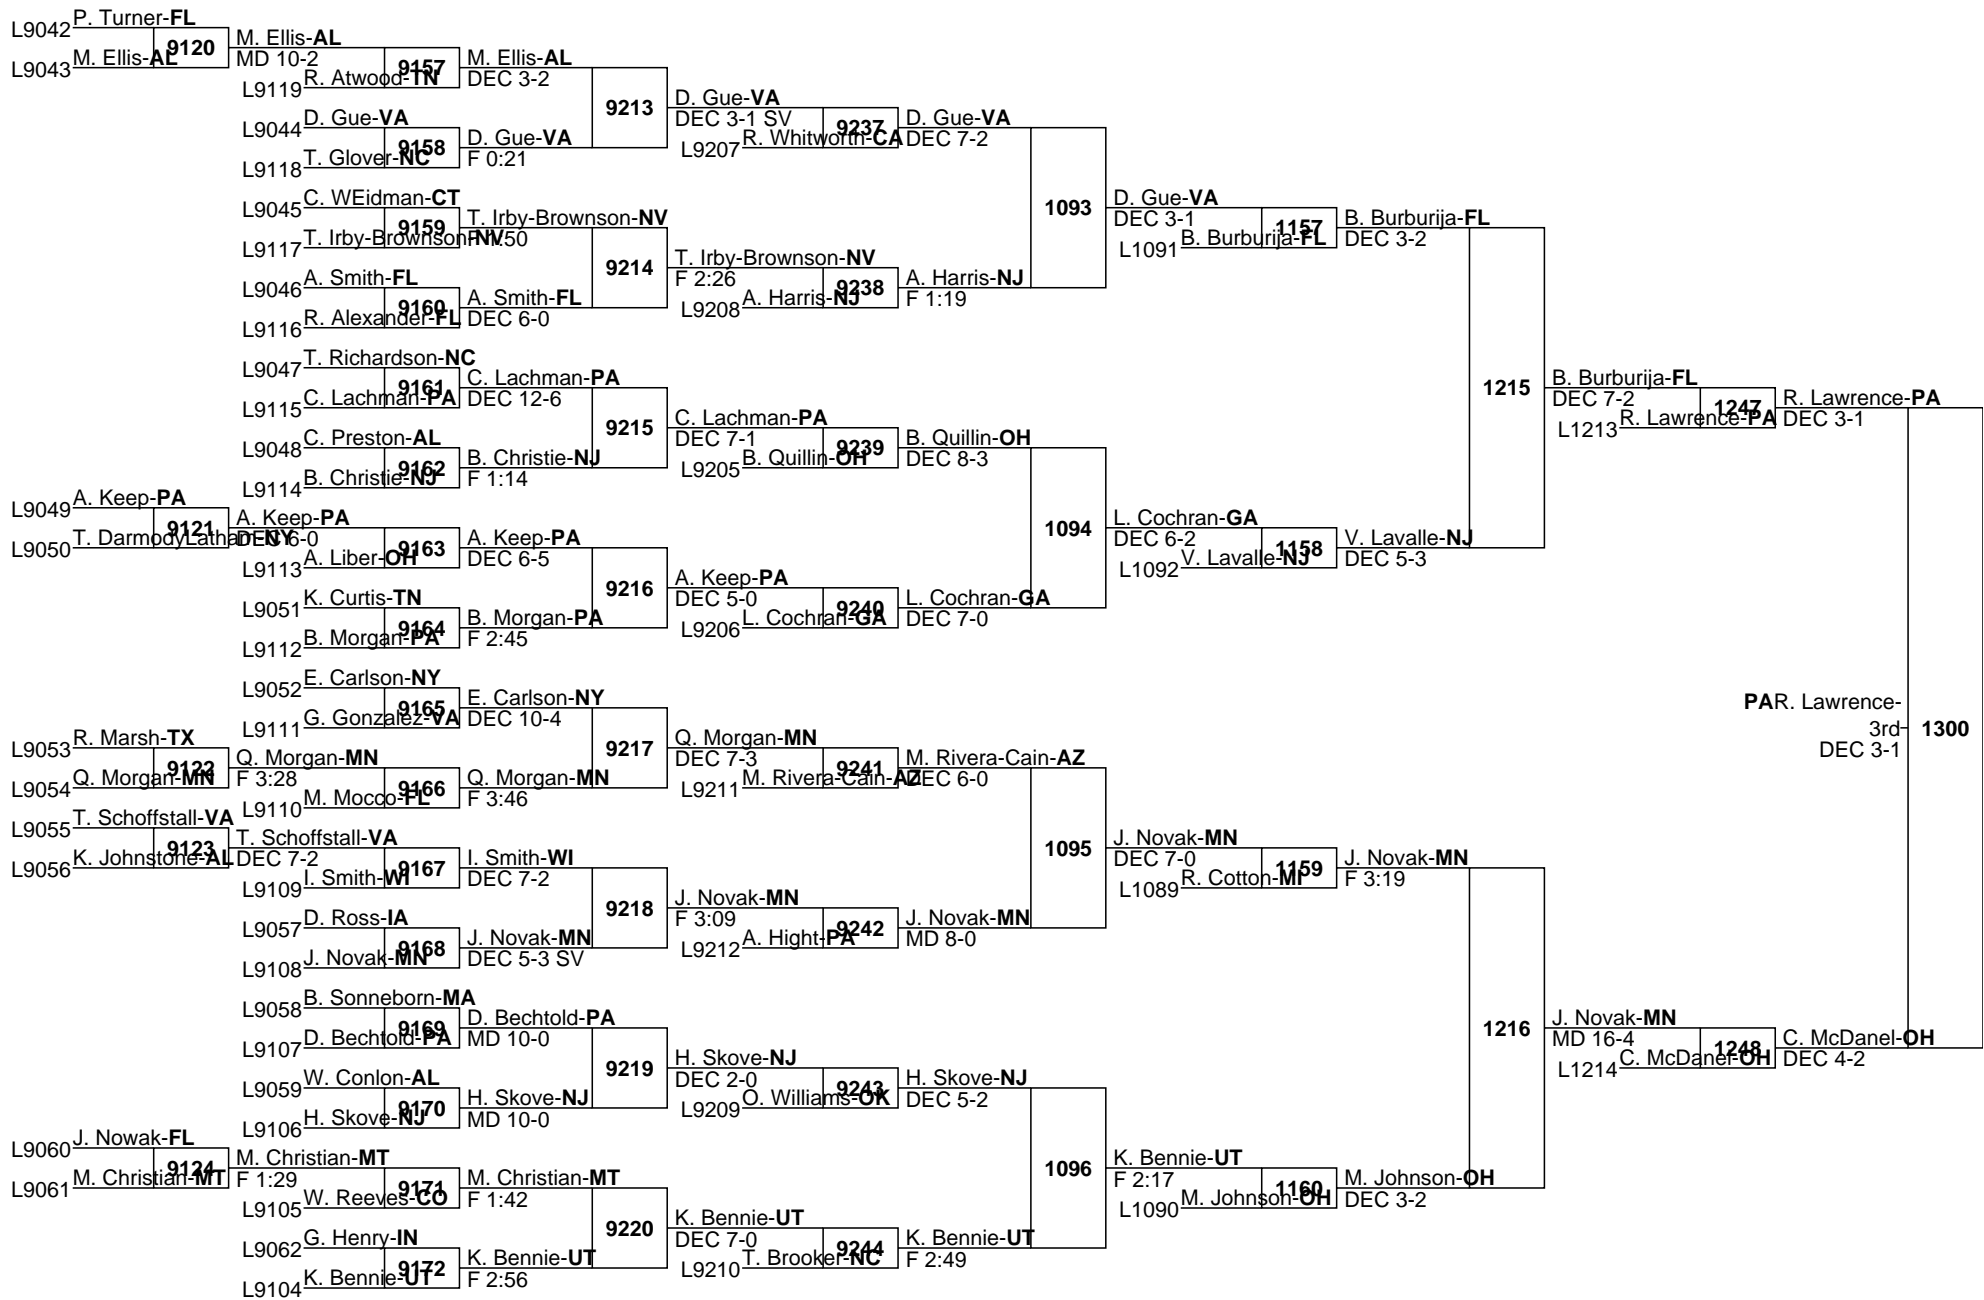 L9042 P. Turner-FL
9120
L9043 M. Ellis-AL
M. Ellis-AL
MD 10-2
9157
L9119 R. Atwood-TN
M. Ellis-AL
DEC 3-2
L9044 D. Gue-VA
9158
L9118 T. Glover-NC
D. Gue-VA
F 0:21
9213
D. Gue-VA
DEC 3-1 SV
9237
L9207 R. Whitworth-CA
D. Gue-VA
DEC 7-2
L9045 C. WEidman-CT
9159
L9117 T. Irby-Brownson-NV
T. Irby-Brownson-NV
F 1:50
L9046 A. Smith-FL
9160
L9116 R. Alexander-FL
A. Smith-FL
DEC 6-0
9214
T. Irby-Brownson-NV
F 2:26
9238
L9208 A. Harris-NJ
A. Harris-NJ
F 1:19
1093
D. Gue-VA
DEC 3-1
1157
L1091 B. Burburija-FL
B. Burburija-FL
DEC 3-2
L9047 T. Richardson-NC
9161
L9115 C. Lachman-PA
C. Lachman-PA
DEC 12-6
L9048 C. Preston-AL
9162
L9114 B. Christie-NJ
B. Christie-NJ
F 1:14
9215
C. Lachman-PA
DEC 7-1
9239
L9205 B. Quillin-OH
B. Quillin-OH
DEC 8-3
L9049 A. Keep-PA
9121
L9050 T. DarmodyLatham-NY
A. Keep-PA
DEC 6-0
9163
L9113 A. Liber-OH
A. Keep-PA
DEC 6-5
L9051 K. Curtis-TN
9164
L9112 B. Morgan-PA
B. Morgan-PA
F 2:45
9216
A. Keep-PA
DEC 5-0
9240
L9206 L. Cochran-GA
L. Cochran-GA
DEC 7-0
1094
L. Cochran-GA
DEC 6-2
1158
L1092 V. Lavalle-NJ
V. Lavalle-NJ
DEC 5-3
1215
B. Burburija-FL
DEC 7-2
1247
L1213 R. Lawrence-PA
R. Lawrence-PA
DEC 3-1
L9052 E. Carlson-NY
9165
L9111 G. Gonzalez-VA
E. Carlson-NY
DEC 10-4
L9053 R. Marsh-TX
9122
L9054 Q. Morgan-MN
Q. Morgan-MN
F 3:28
9166
L9110 M. Mocco-FL
Q. Morgan-MN
F 3:46
9217
Q. Morgan-MN
DEC 7-3
9241
L9211 M. Rivera-Cain-AZ
M. Rivera-Cain-AZ
DEC 6-0
L9055 T. Schoffstall-VA
9123
L9056 K. Johnstone-AL
T. Schoffstall-VA
DEC 7-2
9167
L9109 I. Smith-WI
I. Smith-WI
DEC 7-2
L9057 D. Ross-IA
9168
L9108 J. Novak-MN
J. Novak-MN
DEC 5-3 SV
9218
J. Novak-MN
F 3:09
9242
L9212 A. Hight-PA
J. Novak-MN
MD 8-0
1095
J. Novak-MN
DEC 7-0
1159
L1089 R. Cotton-MI
J. Novak-MN
F 3:19
L9058 B. Sonneborn-MA
9169
L9107 D. Bechtold-PA
D. Bechtold-PA
MD 10-0
L9059 W. Conlon-AL
9170
L9106 H. Skove-NJ
H. Skove-NJ
MD 10-0
9219
H. Skove-NJ
DEC 2-0
9243
L9209 O. Williams-OK
H. Skove-NJ
DEC 5-2
L9060 J. Nowak-FL
9124
L9061 M. Christian-MT
M. Christian-MT
F 1:29
9171
L9105 W. Reeves-CO
M. Christian-MT
F 1:42
L9062 G. Henry-IN
9172
L9104 K. Bennie-UT
K. Bennie-UT
F 2:56
9220
K. Bennie-UT
DEC 7-0
9244
L9210 T. Brooker-NC
K. Bennie-UT
F 2:49
1096
K. Bennie-UT
F 2:17
1160
L1090 M. Johnson-OH
M. Johnson-OH
DEC 3-2
1216
J. Novak-MN
MD 16-4
1248
L1214 C. McDanel-OH
C. McDanel-OH
DEC 4-2
PAR. Lawrence-
3rd
DEC 3-1
1300